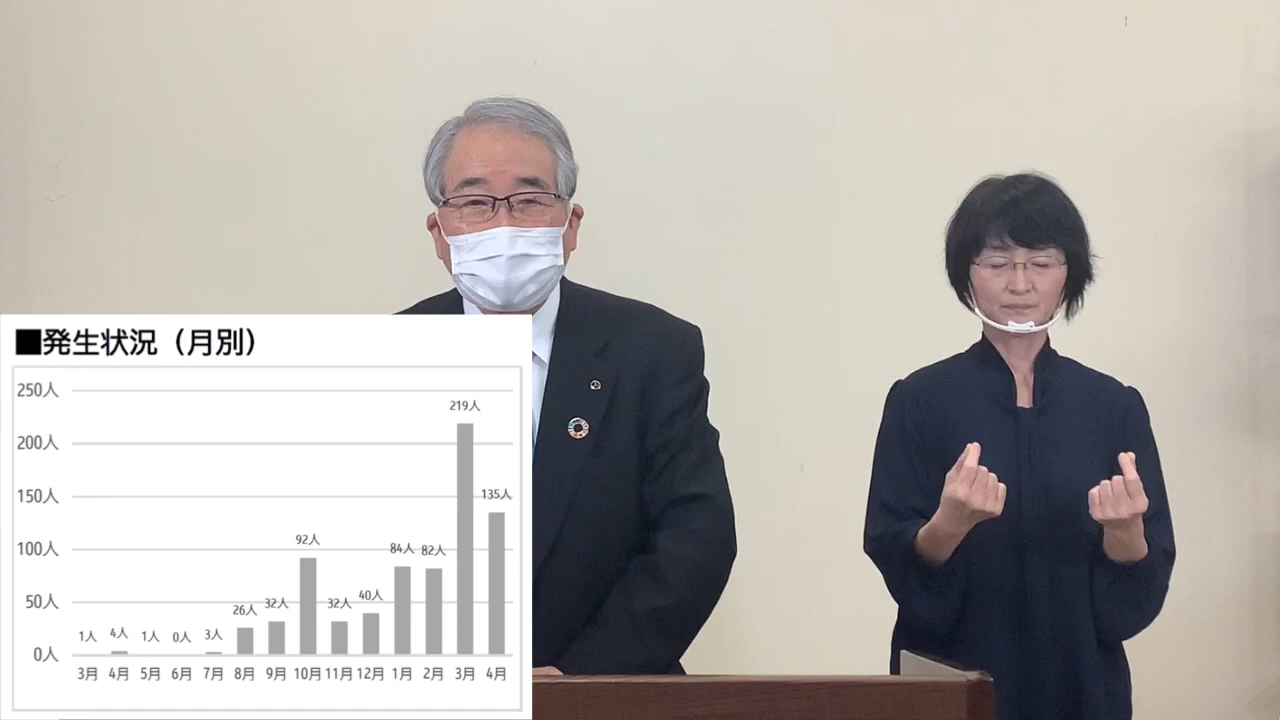 ■発生状況（月別）
250人
200人
150人
100人
50人
0人
1人 4人 1人 0人 3人 26人 32人 92人 32人 40人 84人 82人 219人 135人
3月 4月 5月 6月 7月 8月 9月 10月 11月 12月 1月 2月 3月 4月